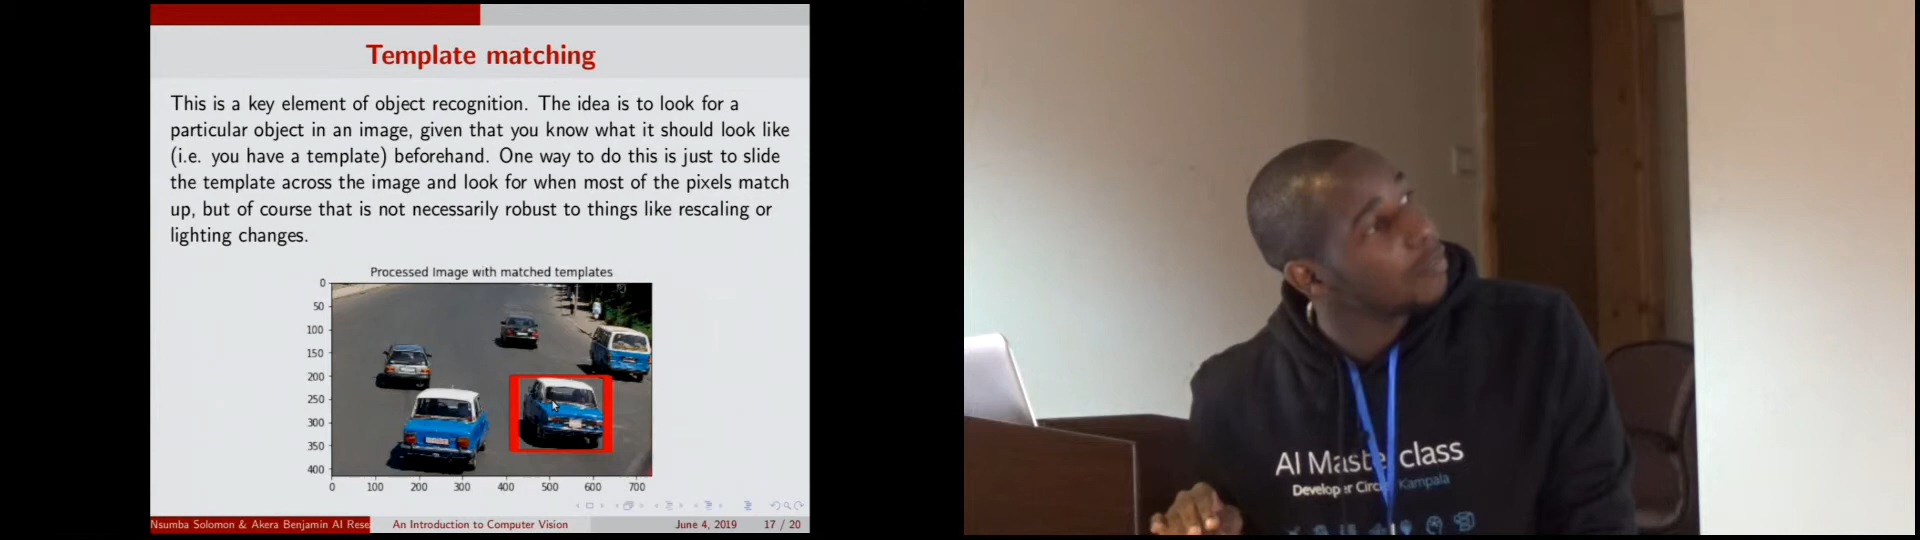 Template matching
This is a key element of object recognition. The idea is to look for a
particular object in an image, given that you know what it should look like
(i.e. you have a template) beforehand. One way to do this is just to slide
the template across the image and look for when most of the pixels match
up, but of course that is not necessarily robust to things like rescaling or
lighting changes.
Processed Image with matched templates
0
50
100
150
200
250
300
350
400
0 100 200 300 400 500 600 700
Nsumba Solomon & Akera Benjamin AI Rese
An Introduction to Computer Vision
June 4, 2019 17 / 20
AI Masterclass
Developer Circ Kampala